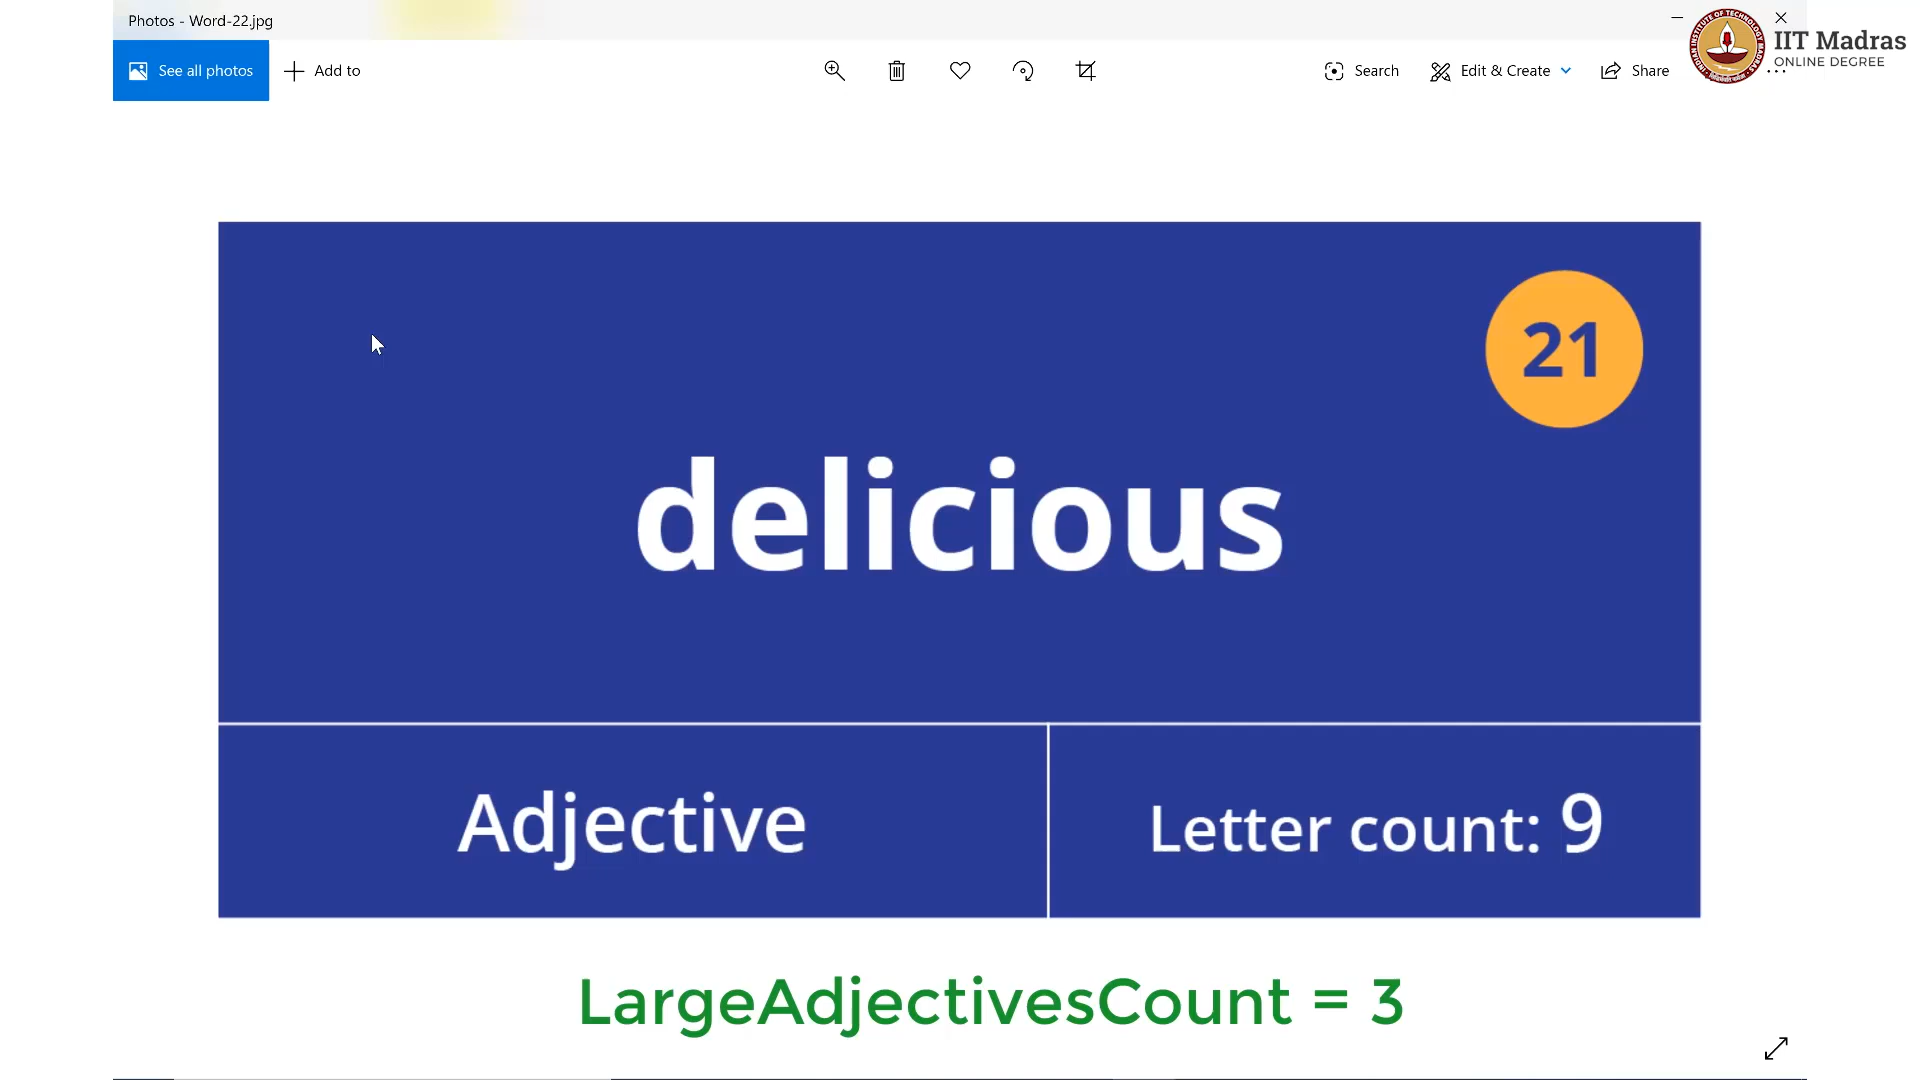 Photos - Word-22.jpg
See all photos
Add to
Search
Edit & Create
Share
IIT Madras
ONLINE DEGREE
21
delicious
Adjective
Letter count: 9
LargeAdjectivesCount = 3